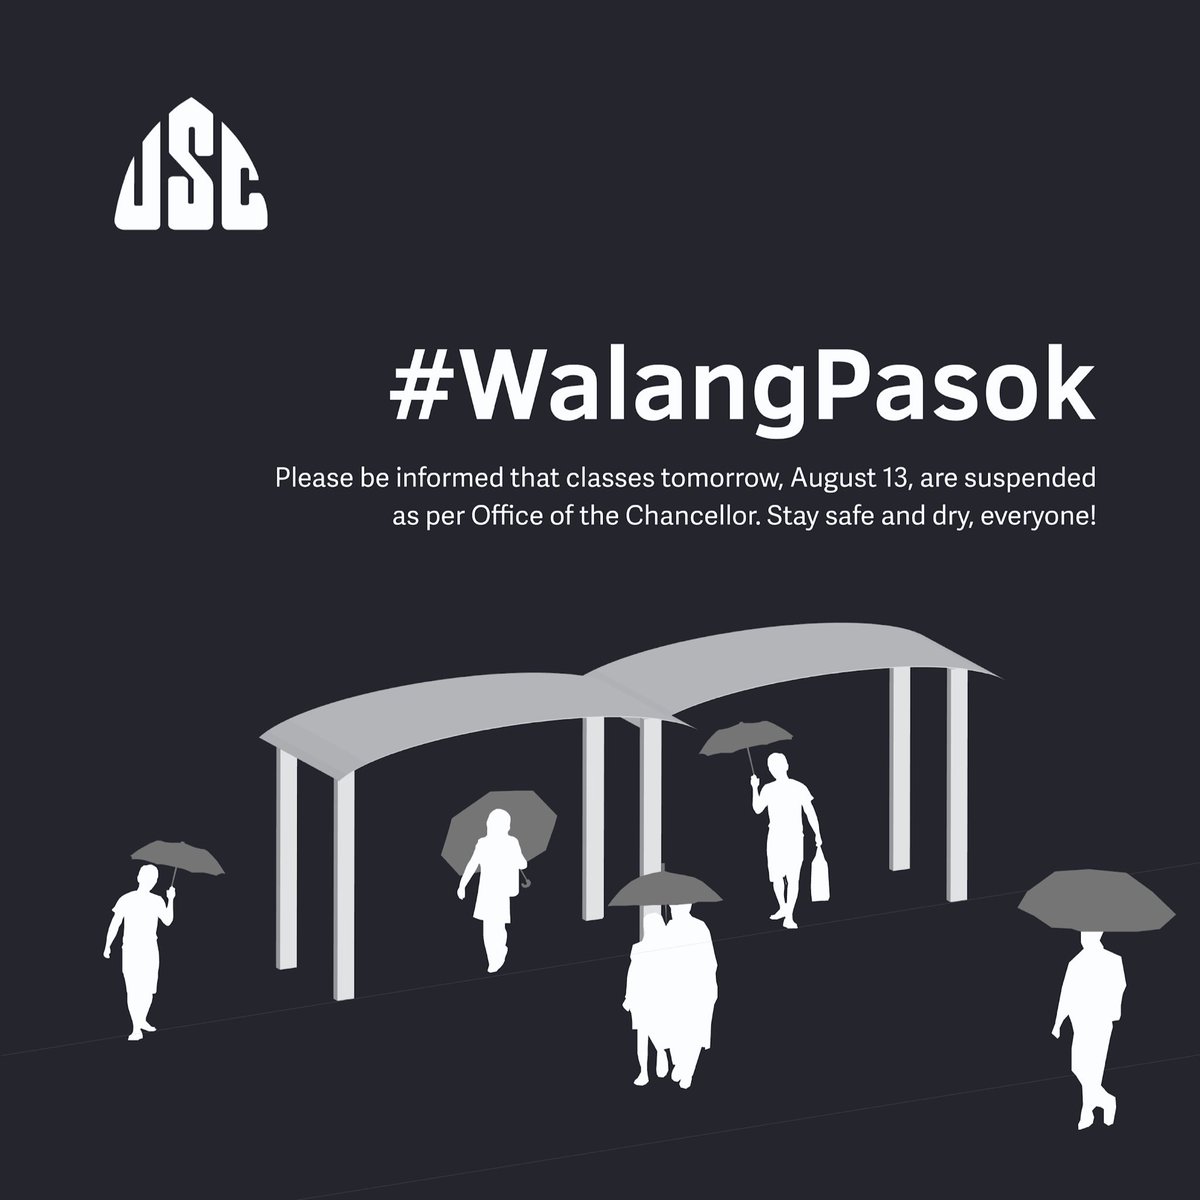 USC
#WalangPasok
Please be informed that classes tomorrow, August 13, are suspended
as per Office of the Chancellor. Stay safe and dry, everyone!